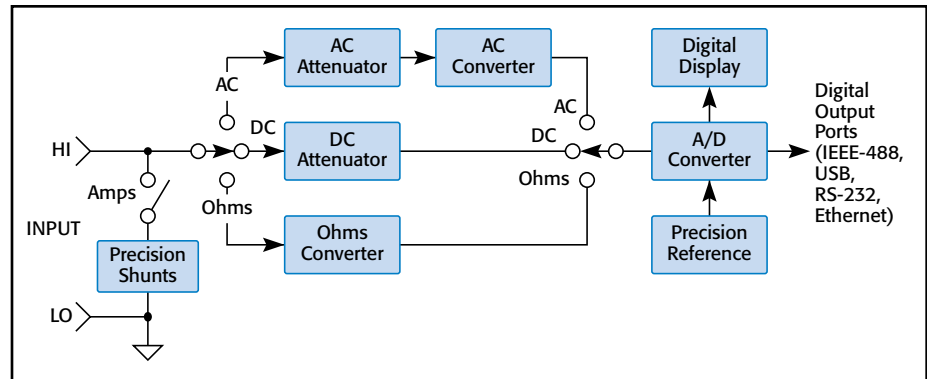 AC
Attenuator
AC
Converter
Digital
Display
AC
AC
Digital
Output
Ports
(IEEE-488,
USB,
RS-232,
Ethernet)
HI
DC
DC
Attenuator
DC
A/D
Converter
Amps
Ohms
Ohms
INPUT
Precision
Shunts
Ohms
Converter
Precision
Reference
LO